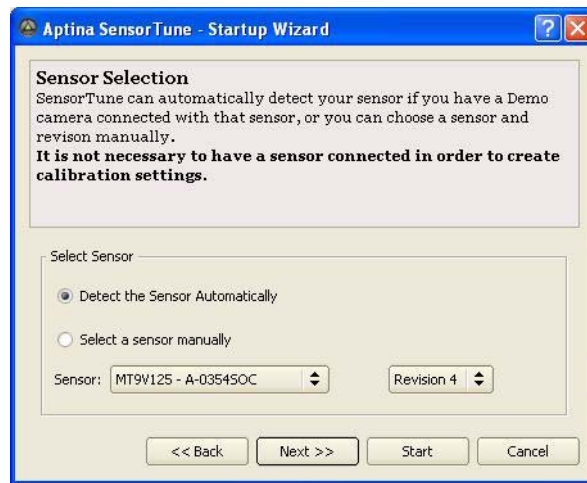 Aptina SensorTune - Startup Wizard
Sensor Selection
SensorTune can automatically detect your sensor if you have a Demo
camera connected with that sensor, or you can choose a sensor and
revison manually.
It is not necessary to have a sensor connected in order to create
calibration settings.
Select Sensor
Detect the Sensor Automatically
Select a sensor manually
Sensor: MT9V125 - A-0354SOC Revision 4
<< Back Next >> Start Cancel